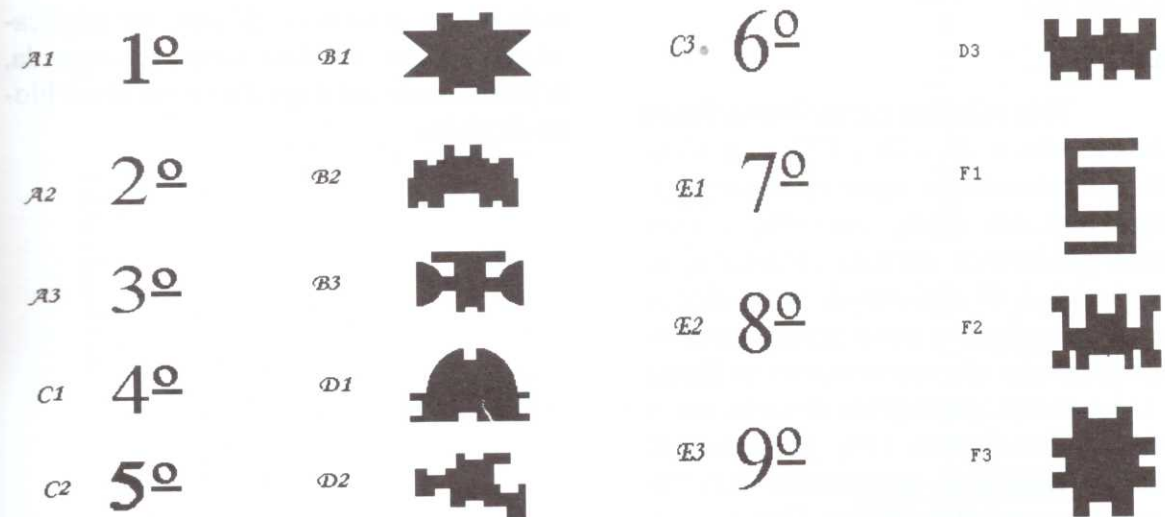 A1 1º B1
A2 2º B2
A3 3º B3
C1 4º D1
C2 5º D2
C3 6º D3
E1 7º F1
E2 8º F2
E3 9º F3